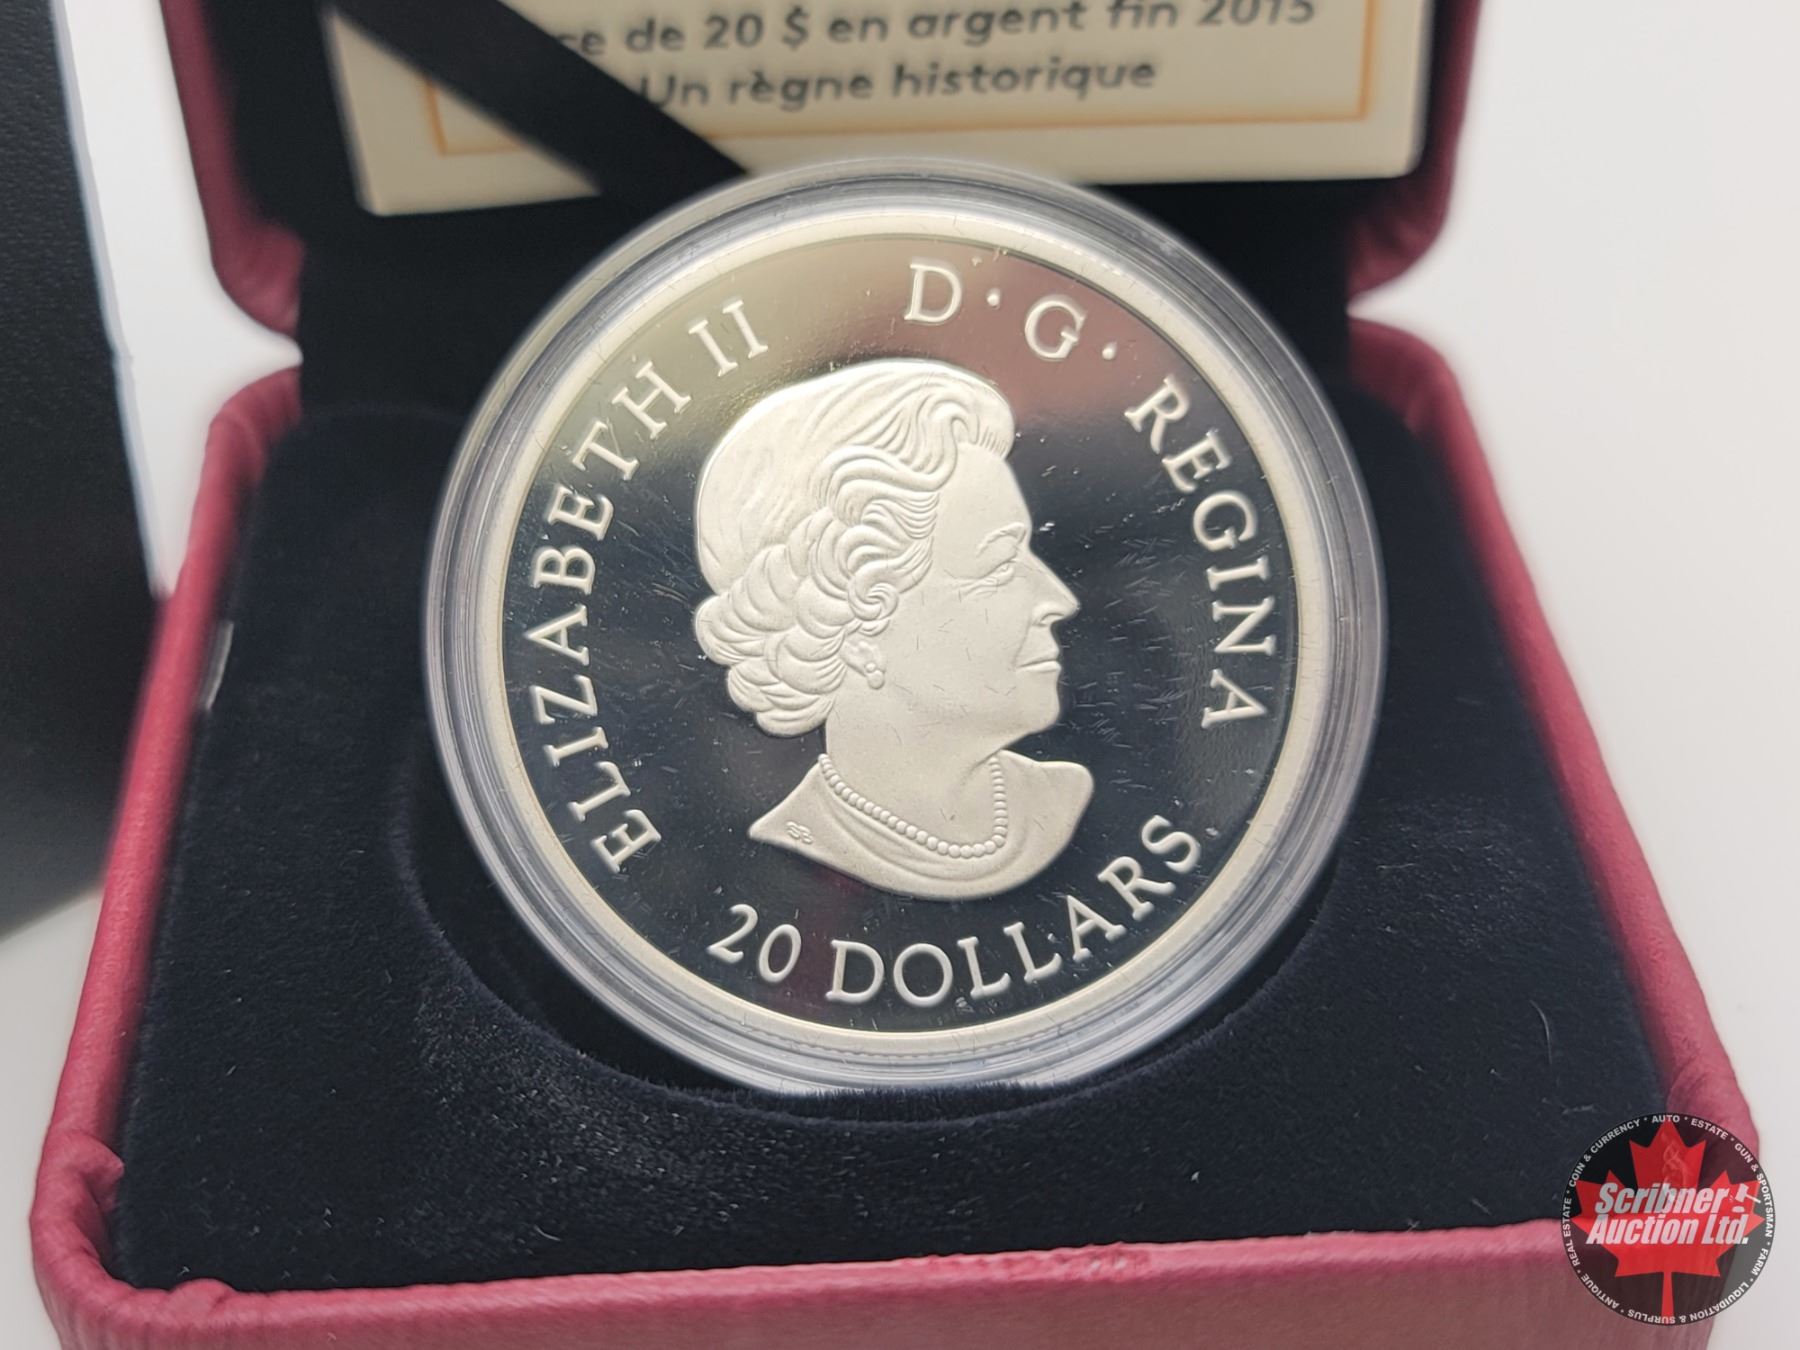 de 20 $ en argent fin 2015
Un règne historique
ELIZABETH II D·G· REGINA
20 DOLLARS
SB
COIN & CURRENCY · AUTO · ESTATE · GUN & SPORTSMAN · FARM · LIQUIDATION & SURPLUS · ANTIQUE · REAL ESTATE ·
Scribner
Auction Ltd.